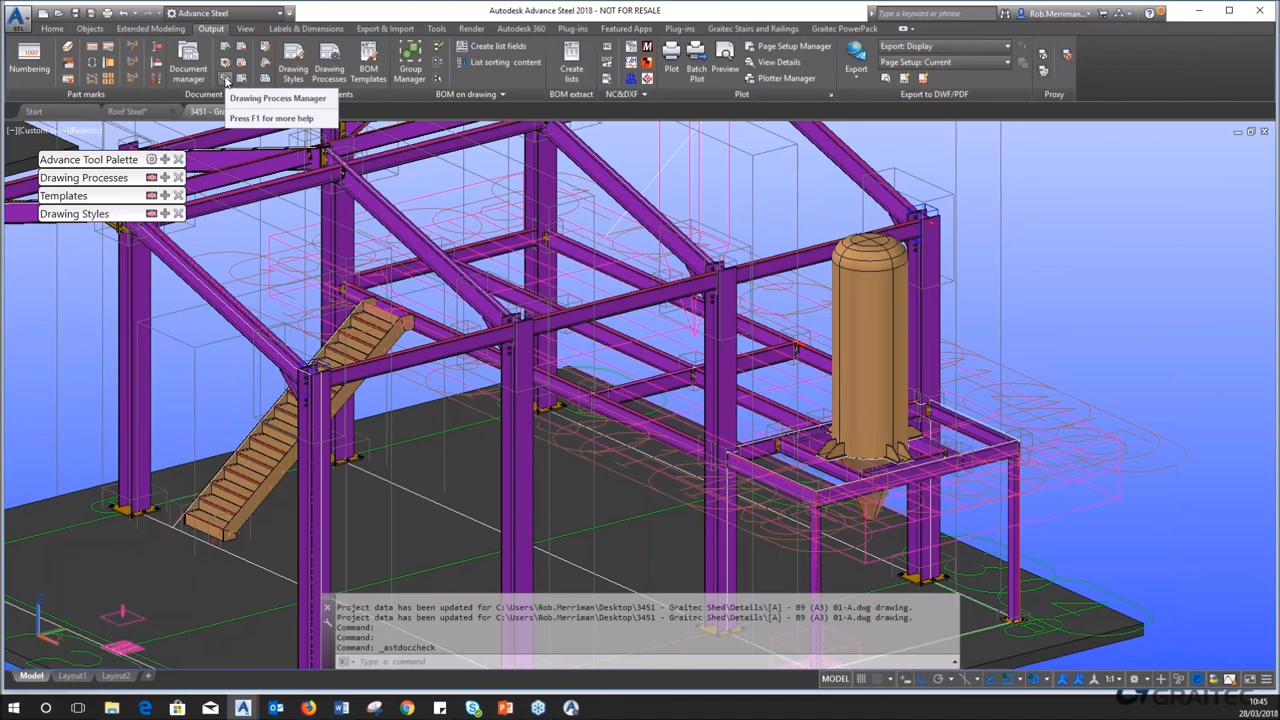 Advance Steel
Autodesk Advance Steel 2018 - NOT FOR RESALE
Type a keyword or phrase
Rob.Merriman...
STL
Home Objects Extended Modeling Output View Labels & Dimensions Export & Import Tools Render Autodesk 360 Plug-ins Featured Apps Plug-ins Graitec Stairs and Railings Graitec PowerPack
Numbering
Document manager
Drawing Styles
Drawing Processes
BOM Templates
Group Manager
Create list fields
List sorting content
Create lists
Plot
Batch Plot
Preview
Page Setup Manager
View Details
Plotter Manager
Export
Export: Display
Page Setup: Current
Part marks
Document
BOM on drawing
BOM extract
NC&DXF
Plot
Export to DWF/PDF
Proxy
Drawing Process Manager
Press F1 for more help
Start
Roof Steel*
Advance Tool Palette
Drawing Processes
Templates
Drawing Styles
Project data has been updated for C:\Users\Rob.Merriman\Desktop\3451 - Graitec Shed\Details\[A] - B9 (A3) 01-A.dwg drawing.
Project data has been updated for C:\Users\Rob.Merriman\Desktop\3451 - Graitec Shed\Details\[A] - B9 (A3) 01-A.dwg drawing.
Command:
Command:
Command: _astdoccheck
Type a command
Model Layout1 Layout2
MODEL
1:1
10:45
28/03/2018